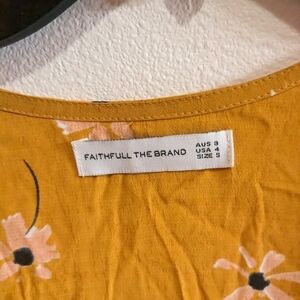 FAITHFULL THE BRAND
AUS 8
USA 4
SIZE S